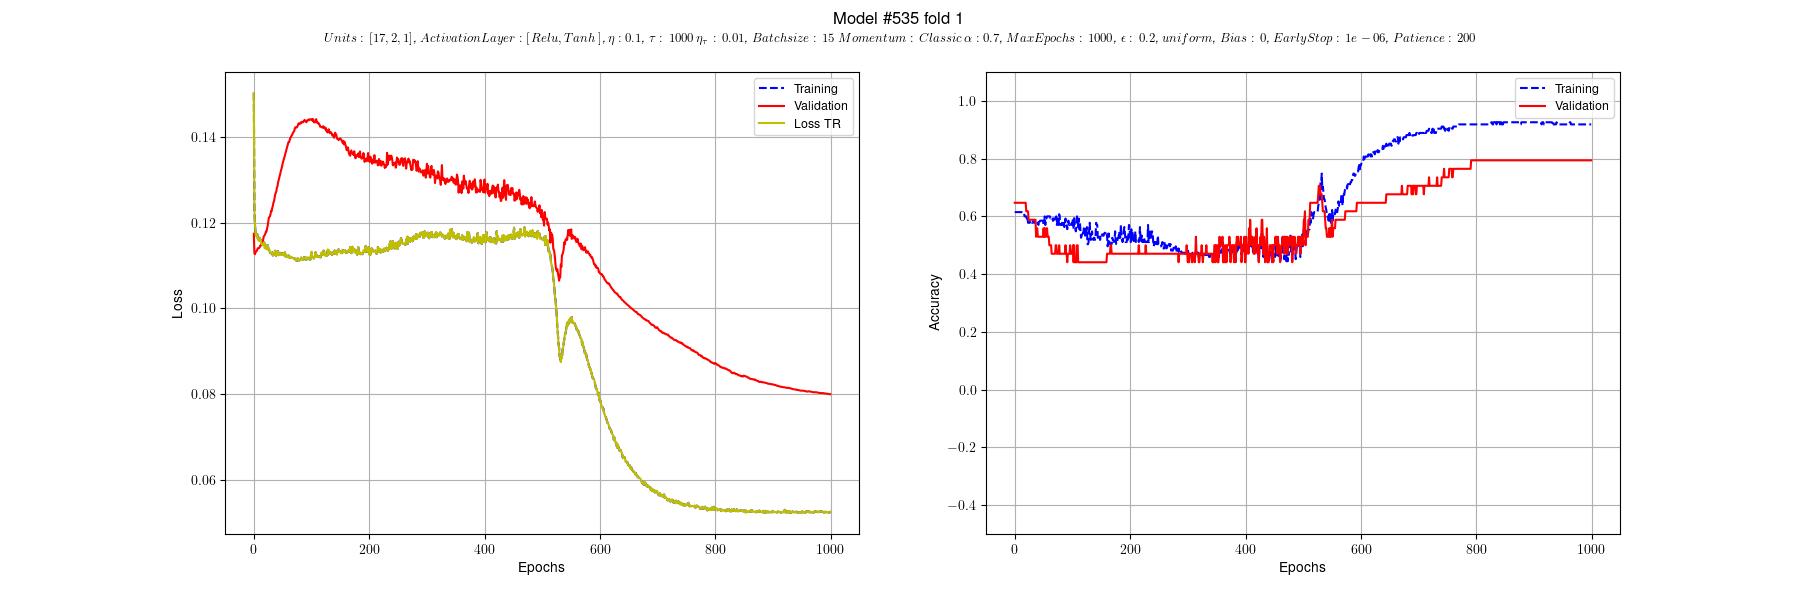 Model #535 fold 1
Units : [17, 2, 1], ActivationLayer : [Relu, Tanh], η : 0.1, τ : 1000 ητ : 0.01, Batchsize : 15 Momentum : Classic α : 0.7, MaxEpochs : 1000, ϵ : 0.2, uniform, Bias : 0, EarlyStop : 1e − 06, Patience : 200
Training
Validation
Loss TR
0.14
0.12
0.10
0.08
0.06
Loss
0 200 400 600 800 1000
Epochs
Training
Validation
1.0
0.8
0.6
0.4
0.2
0.0
−0.2
−0.4
Accuracy
0 200 400 600 800 1000
Epochs